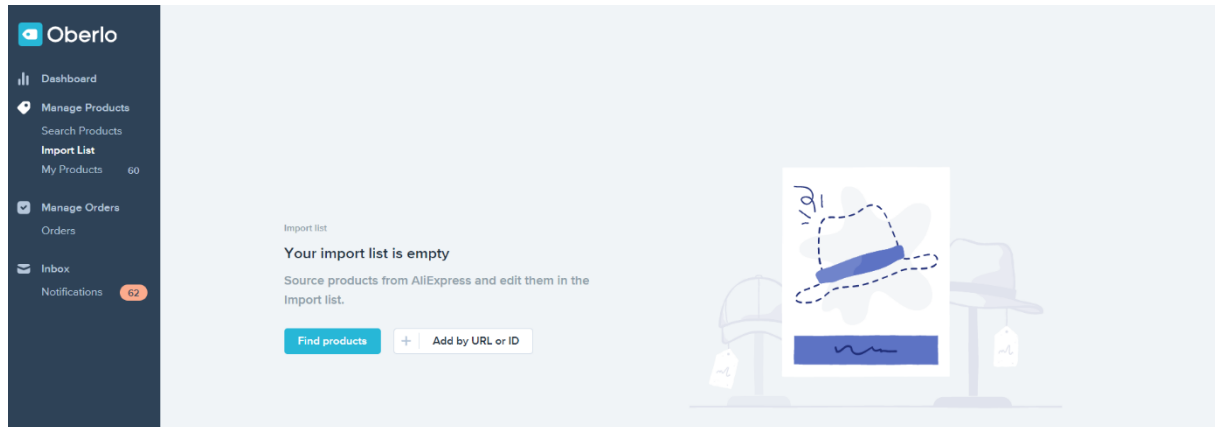 Oberlo
Dashboard
Manage Products
Search Products
Import List
My Products 60
Manage Orders
Orders
Inbox
Notifications 62
Import list
Your import list is empty
Source products from AliExpress and edit them in the
Import list.
Find products + Add by URL or ID